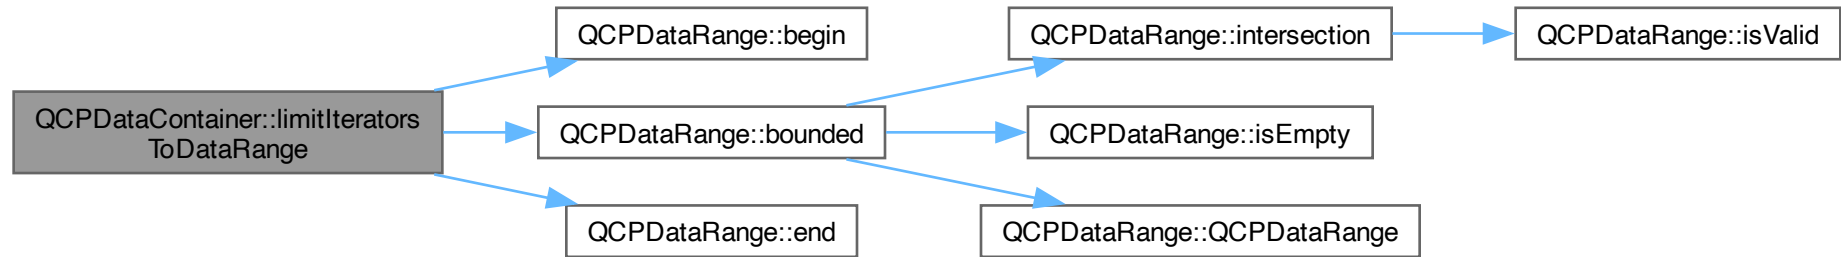 QCPDataContainer::limitIterators
ToDataRange
QCPDataRange::begin
QCPDataRange::bounded
QCPDataRange::end
QCPDataRange::intersection
QCPDataRange::isEmpty
QCPDataRange::QCPDataRange
QCPDataRange::isValid